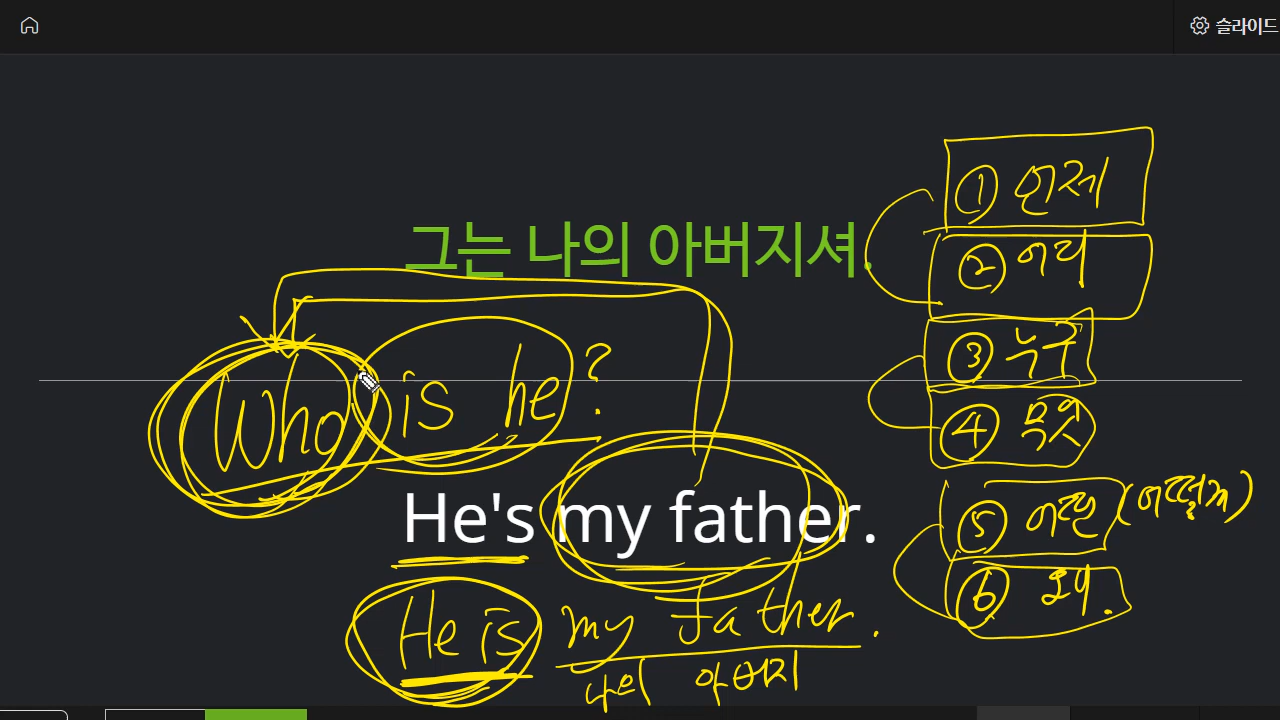 슬라이드
그는 나의 아버지셔.
Who is he?
He's my father.
He is my father.
나의 아버지
① 언제
② 어디
③ 누구
④ 무엇
⑤ 어떤 (어떻게)
⑥ 왜.